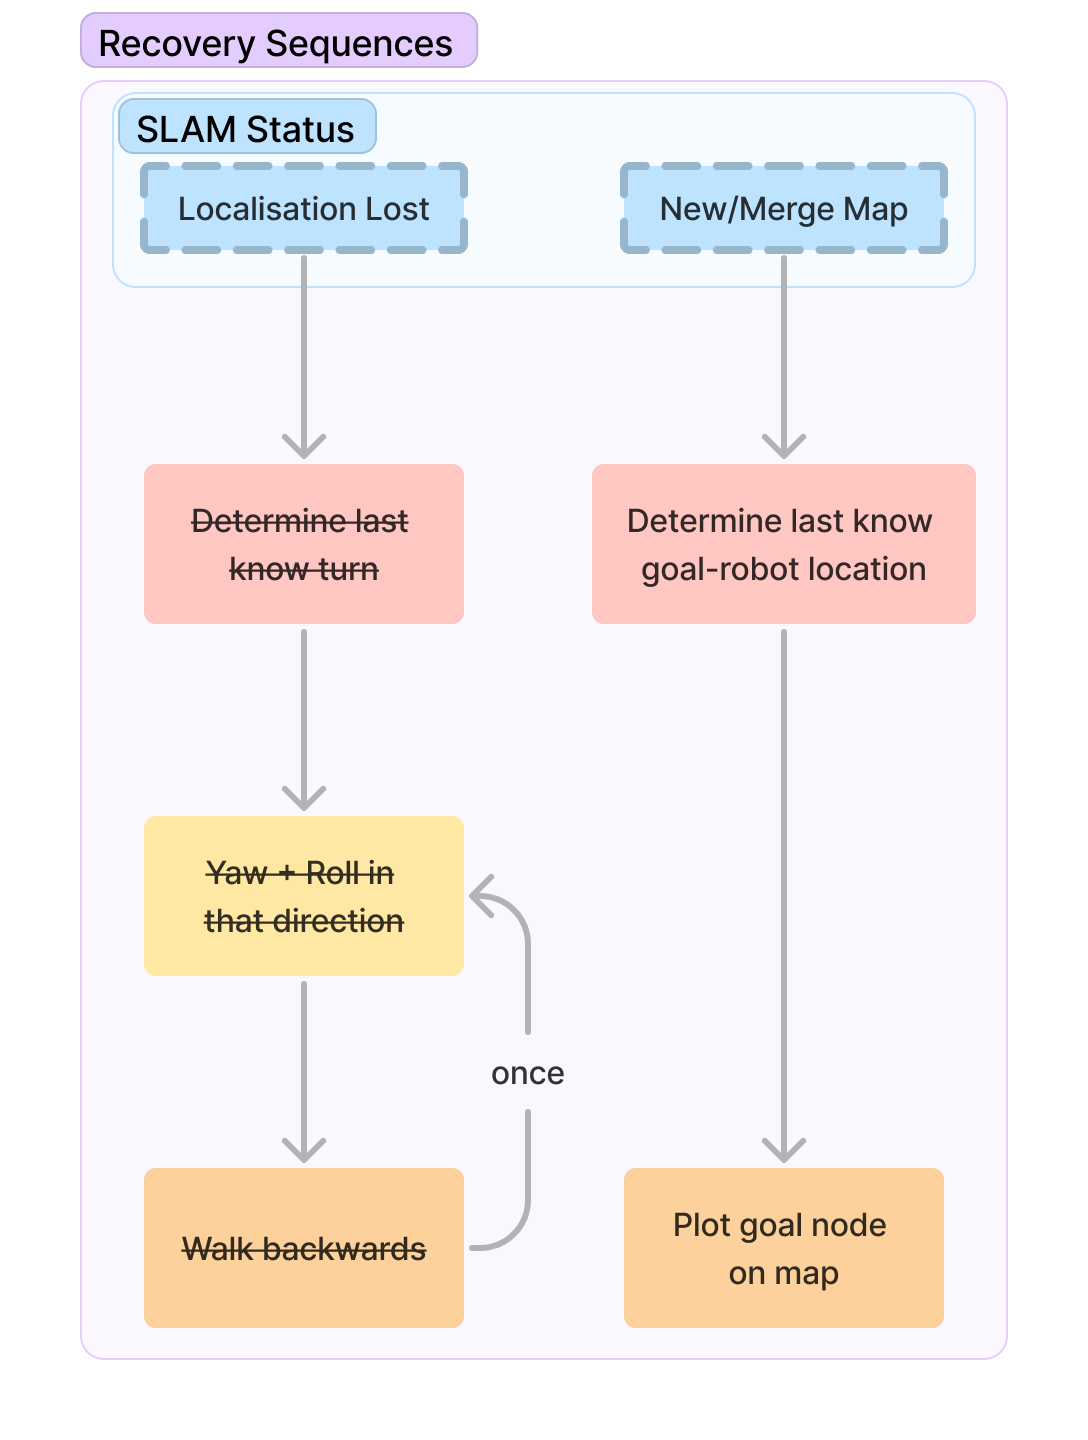 Recovery Sequences
SLAM Status
Localisation Lost
New/Merge Map
Determine last
know turn
Determine last know
goal-robot location
Yaw + Roll in
that direction
once
Walk backwards
Plot goal node
on map